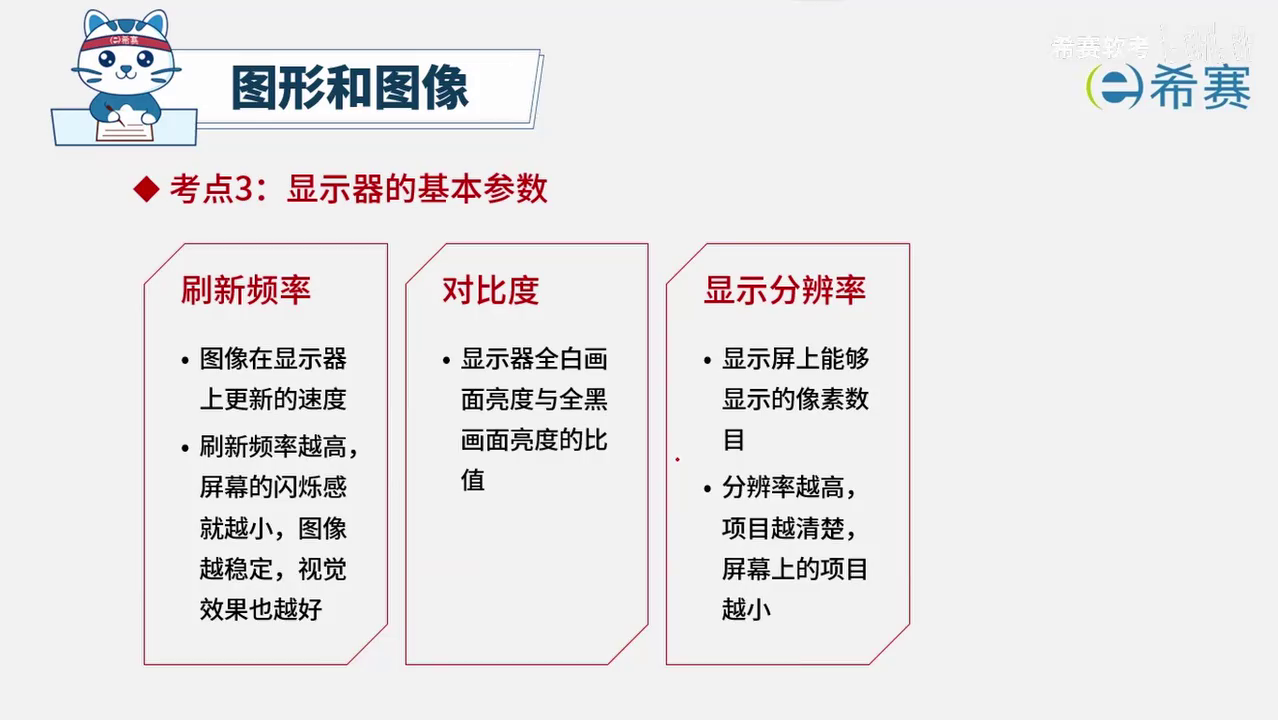 希赛
图形和图像
希赛软考
希赛
考点3：显示器的基本参数
刷新频率
• 图像在显示器
上更新的速度
• 刷新频率越高，
屏幕的闪烁感
就越小，图像
越稳定，视觉
效果也越好
对比度
• 显示器全白画
面亮度与全黑
画面亮度的比
值
显示分辨率
• 显示屏上能够
显示的像素数
目
• 分辨率越高，
项目越清楚，
屏幕上的项目
越小